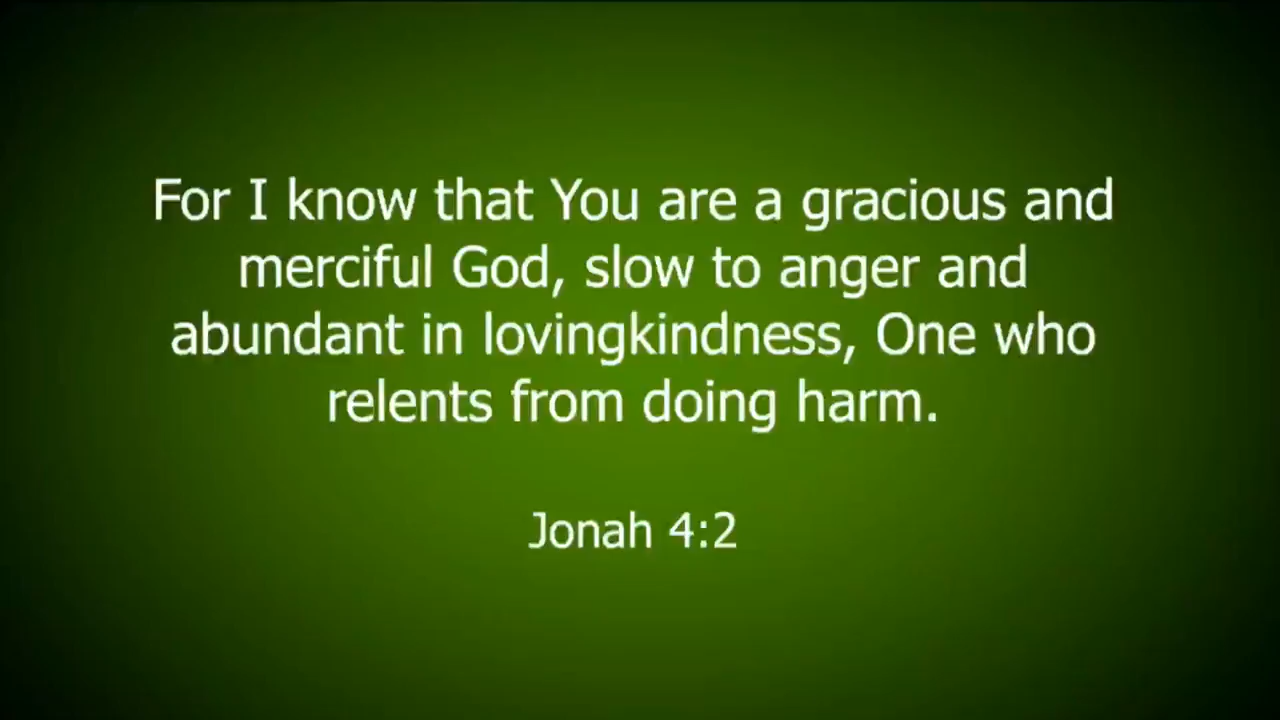 For I know that You are a gracious and
merciful God, slow to anger and
abundant in lovingkindness, One who
relents from doing harm.
Jonah 4:2